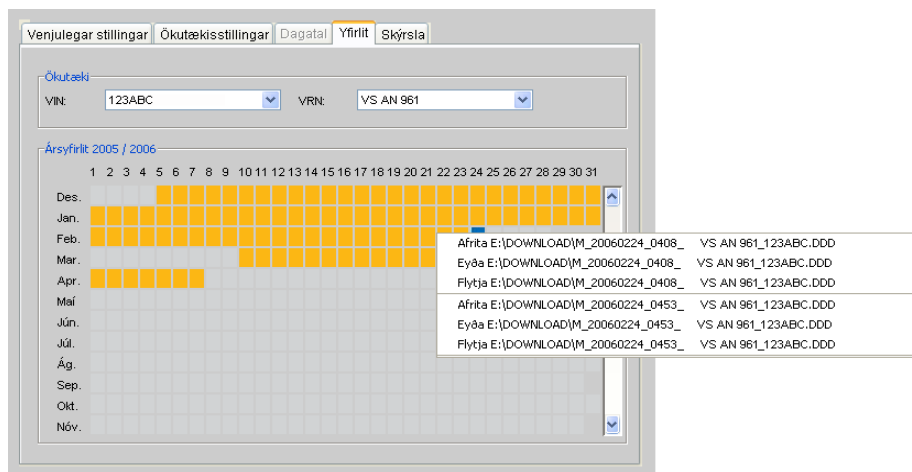 Venjulegar stillingar Ökutækisstillingar Dagatal Yfirlit Skýrsla
Ökutæki
VIN: 123ABC VRN: VS AN 961
Ársyfirlit 2005 / 2006
1 2 3 4 5 6 7 8 9 10 11 12 13 14 15 16 17 18 19 20 21 22 23 24 25 26 27 28 29 30 31
Des.
Jan.
Feb.
Mar.
Apr.
Maí
Jún.
Júl.
Ág.
Sep.
Okt.
Nóv.
Afrita E:\DOWNLOAD\M_20060224_0408_ VS AN 961_123ABC.DDD
Eyða E:\DOWNLOAD\M_20060224_0408_ VS AN 961_123ABC.DDD
Flytja E:\DOWNLOAD\M_20060224_0408_ VS AN 961_123ABC.DDD
Afrita E:\DOWNLOAD\M_20060224_0453_ VS AN 961_123ABC.DDD
Eyða E:\DOWNLOAD\M_20060224_0453_ VS AN 961_123ABC.DDD
Flytja E:\DOWNLOAD\M_20060224_0453_ VS AN 961_123ABC.DDD